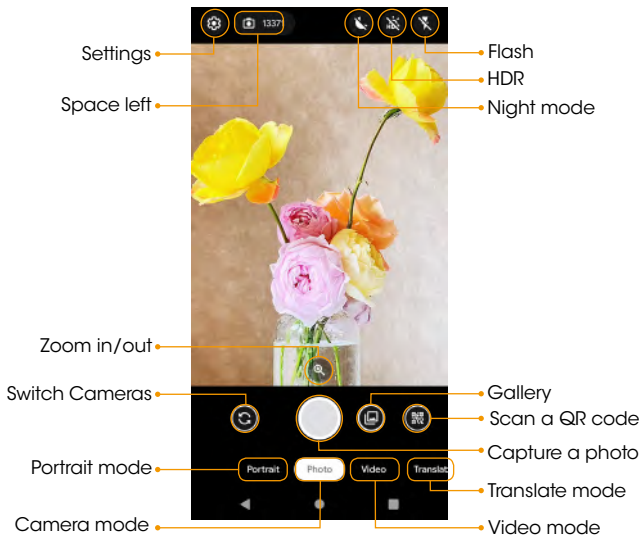 13371
Settings
Flash
HDR
Space left
Night mode
Zoom in/out
Switch Cameras
Gallery
Scan a QR code
Capture a photo
Portrait mode
Portrait
Photo
Video
Translat
Translate mode
Camera mode
Video mode